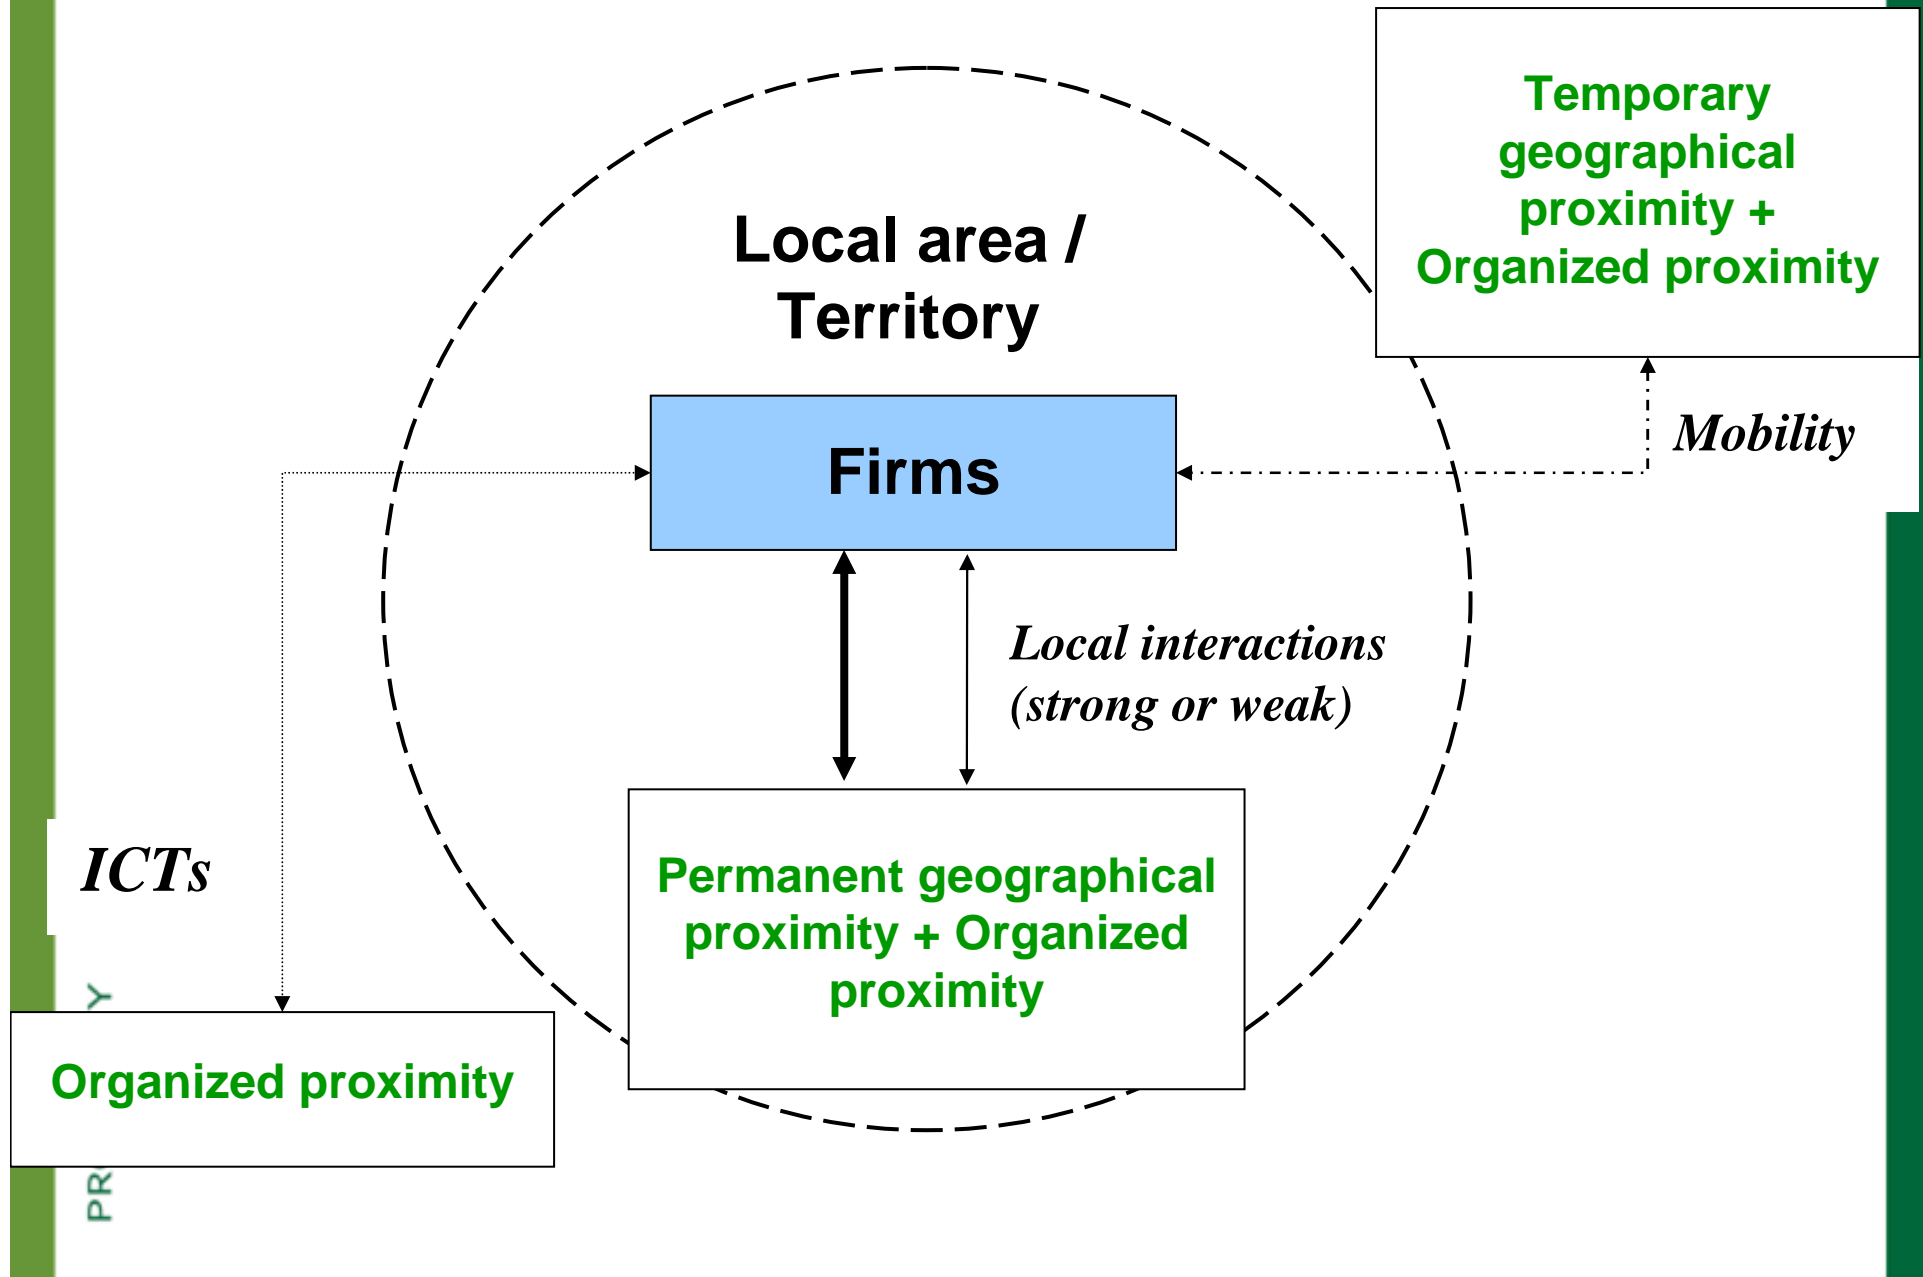 Temporary
geographical
proximity +
Organized proximity
Local area /
Territory
Firms
Mobility
Local interactions
(strong or weak)
ICTs
Permanent geographical
proximity + Organized
proximity
Organized proximity